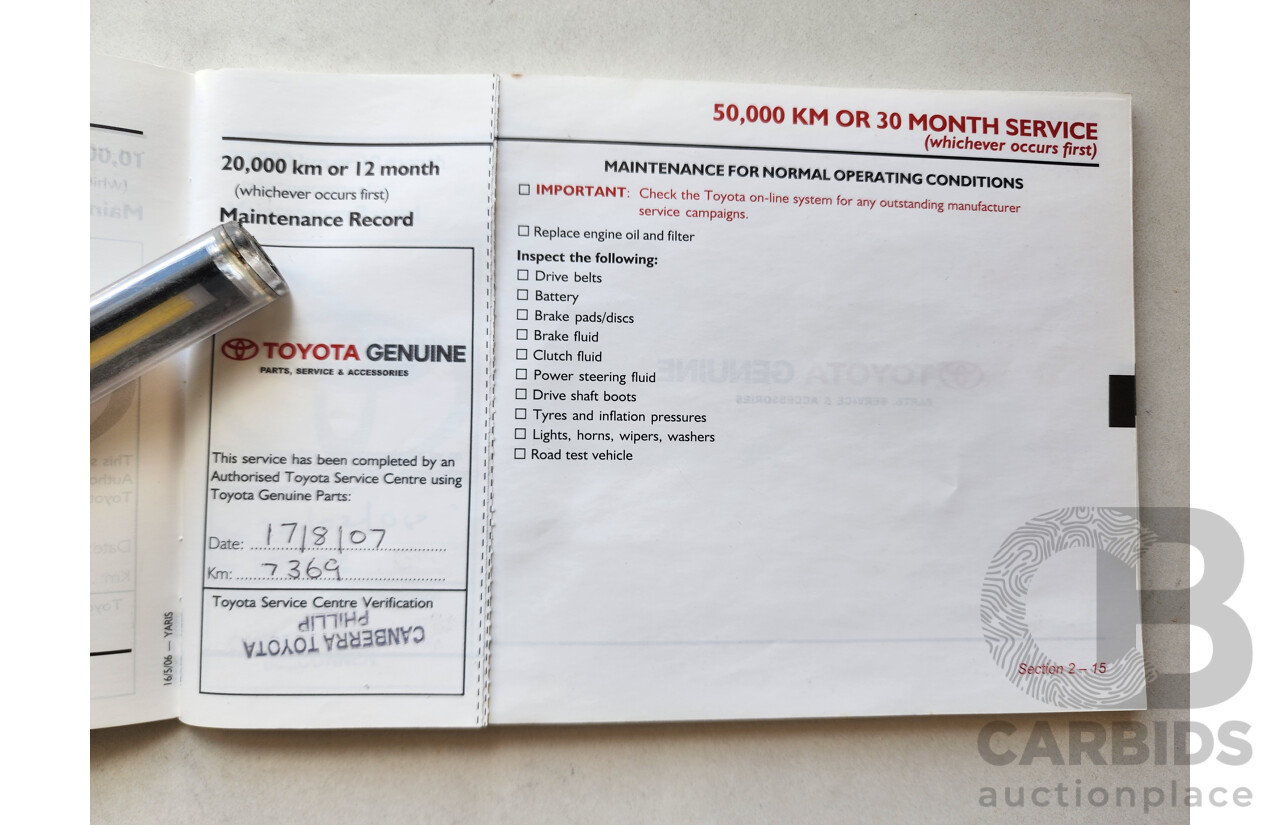 20,000 km or 12 month
(whichever occurs first)
Maintenance Record
TOYOTA GENUINE
PARTS, SERVICE & ACCESSORIES
This service has been completed by an
Authorised Toyota Service Centre using
Toyota Genuine Parts:
Date: 17/8/07
Km: 7369
Toyota Service Centre Verification
CANBERRA TOYOTA
PHILLIP
16/5/06 — YARIS
50,000 KM OR 30 MONTH SERVICE
(whichever occurs first)
MAINTENANCE FOR NORMAL OPERATING CONDITIONS
IMPORTANT: Check the Toyota on-line system for any outstanding manufacturer
service campaigns.
Replace engine oil and filter
Inspect the following:
Drive belts
Battery
Brake pads/discs
Brake fluid
Clutch fluid
Power steering fluid
Drive shaft boots
Tyres and inflation pressures
Lights, horns, wipers, washers
Road test vehicle
Section 2 – 15
CB
CARBIDS
auctionplace